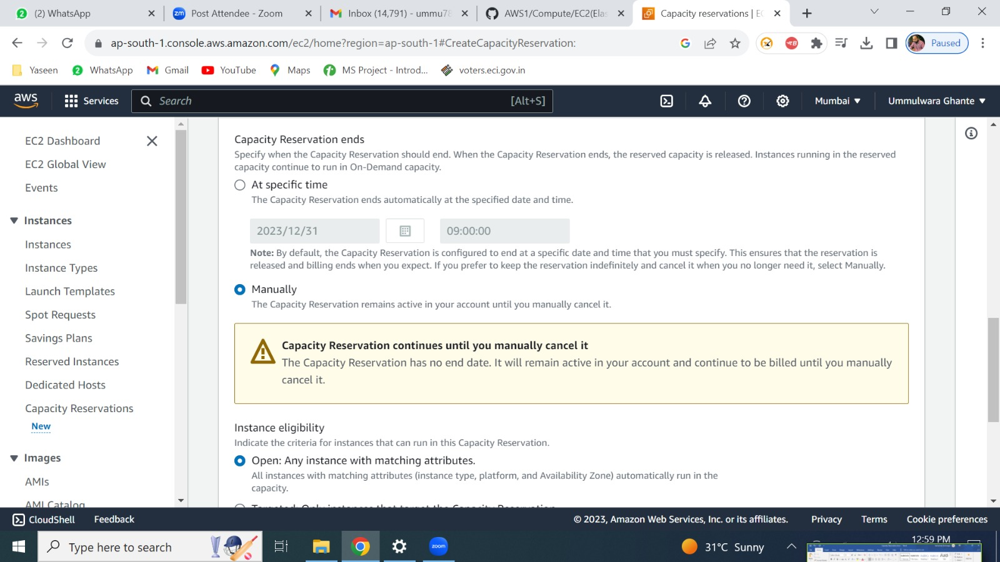 (2) WhatsApp
Post Attendee - Zoom
Inbox (14,791) - ummu78
AWS1/Compute/EC2(Elas
Capacity reservations | EC
ap-south-1.console.aws.amazon.com/ec2/home?region=ap-south-1#CreateCapacityReservation:
Paused
Yaseen
WhatsApp
Gmail
YouTube
Maps
MS Project - Introd...
voters.eci.gov.in
aws
Services
Search
[Alt+S]
Mumbai
Ummulwara Ghante
EC2 Dashboard
EC2 Global View
Events
Instances
Instances
Instance Types
Launch Templates
Spot Requests
Savings Plans
Reserved Instances
Dedicated Hosts
Capacity Reservations
New
Images
AMIs
AMI Catalog
Capacity Reservation ends
Specify when the Capacity Reservation should end. When the Capacity Reservation ends, the reserved capacity is released. Instances running in the reserved
capacity continue to run in On-Demand capacity.
At specific time
The Capacity Reservation ends automatically at the specified date and time.
2023/12/31
09:00:00
Note: By default, the Capacity Reservation is configured to end at a specific date and time that you must specify. This ensures that the reservation is
released and billing ends when you expect. If you prefer to keep the reservation indefinitely and cancel it when you no longer need it, select Manually.
Manually
The Capacity Reservation remains active in your account until you manually cancel it.
Capacity Reservation continues until you manually cancel it
The Capacity Reservation has no end date. It will remain active in your account and continue to be billed until you manually
cancel it.
Instance eligibility
Indicate the criteria for instances that can run in this Capacity Reservation.
Open: Any instance with matching attributes.
All instances with matching attributes (instance type, platform, and Availability Zone) automatically run in the
capacity.
Targeted: Only instances that target the Capacity Reservation
CloudShell
Feedback
© 2023, Amazon Web Services, Inc. or its affiliates.
Privacy
Terms
Cookie preferences
Type here to search
zoom
31°C Sunny
12:59 PM